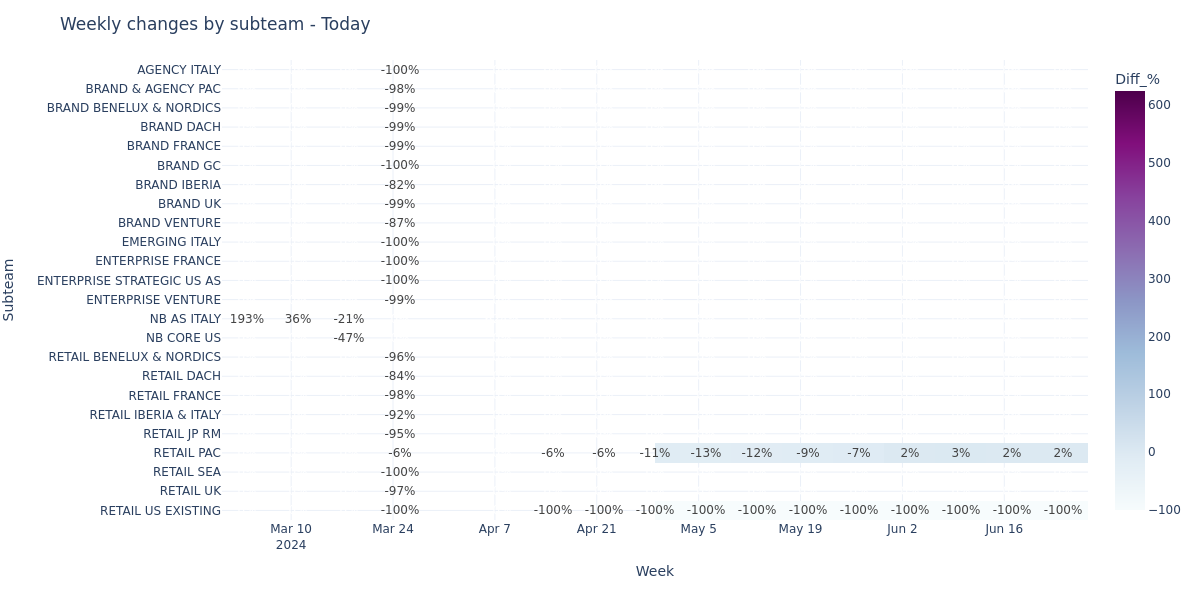 Weekly changes by subteam - Today
Diff_%
Subteam
AGENCY ITALY -100%
BRAND & AGENCY PAC -98%
BRAND BENELUX & NORDICS -99%
BRAND DACH -99%
BRAND FRANCE -99%
BRAND GC -100%
BRAND IBERIA -82%
BRAND UK -99%
BRAND VENTURE -87%
EMERGING ITALY -100%
ENTERPRISE FRANCE -100%
ENTERPRISE STRATEGIC US AS -100%
ENTERPRISE VENTURE -99%
NB AS ITALY 193% 36% -21%
NB CORE US -47%
RETAIL BENELUX & NORDICS -96%
RETAIL DACH -84%
RETAIL FRANCE -98%
RETAIL IBERIA & ITALY -92%
RETAIL JP RM -95%
RETAIL PAC -6% -6% -6% -11% -13% -12% -9% -7% 2% 3% 2% 2%
RETAIL SEA -100%
RETAIL UK -97%
RETAIL US EXISTING -100% -100% -100% -100% -100% -100% -100% -100% -100% -100% -100% -100%
Mar 10 Mar 24 Apr 7 Apr 21 May 5 May 19 Jun 2 Jun 16
2024
Week
600
500
400
300
200
100
0
−100